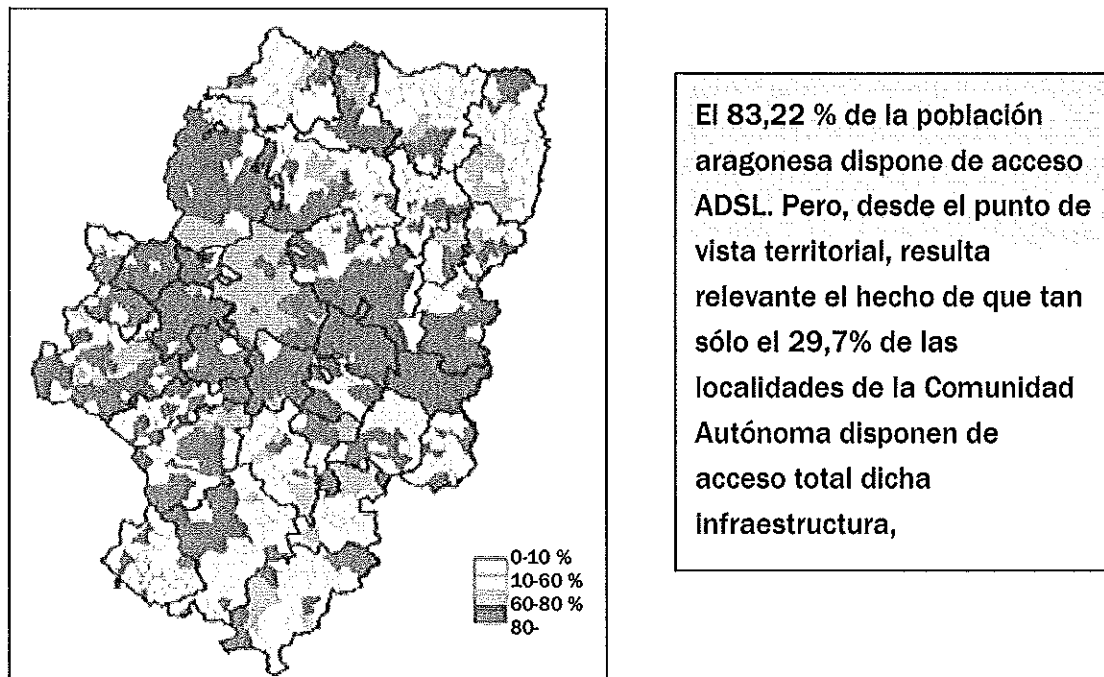 El 83,22 % de la población
aragonesa dispone de acceso
ADSL. Pero, desde el punto de
vista territorial, resulta
relevante el hecho de que tan
sólo el 29,7% de las
localidades de la Comunidad
Autónoma disponen de
acceso total dicha
infraestructura,
0-10 %
10-60 %
60-80 %
80-